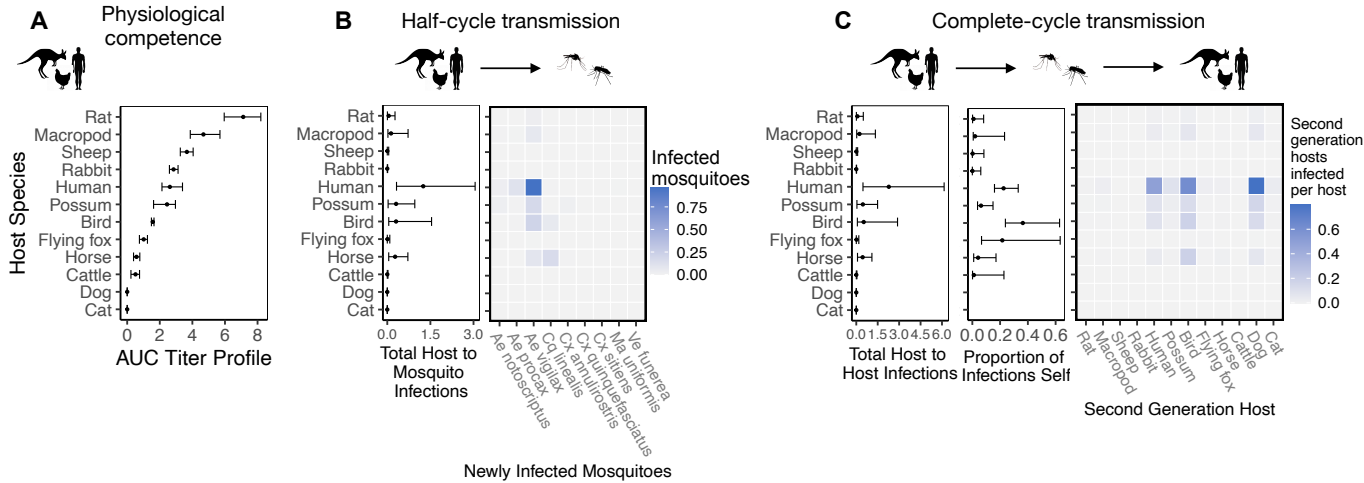 A
Physiological
competence
Host Species
Rat
Macropod
Sheep
Rabbit
Human
Possum
Bird
Flying fox
Horse
Cattle
Dog
Cat
0 2 4 6 8
AUC Titer Profile
B
Half-cycle transmission
Rat
Macropod
Sheep
Rabbit
Human
Possum
Bird
Flying fox
Horse
Cattle
Dog
Cat
0.0 1.5 3.0
Total Host to
Mosquito
Infections
Ae notoscriptus
Ae procax
Ae vigilax
Cq linealis
Cx annulirostris
Cx quinquefasciatus
Cx sitiens
Ma uniformis
Ve funerea
Newly Infected Mosquitoes
Infected
mosquitoes
0.75
0.50
0.25
0.00
C
Complete-cycle transmission
Rat
Macropod
Sheep
Rabbit
Human
Possum
Bird
Flying fox
Horse
Cattle
Dog
Cat
0.0 1.5 3.0 4.5 6.0
Total Host to
Host Infections
0.0 0.2 0.4 0.6
Proportion of
Infections Self
Rat
Macropod
Sheep
Rabbit
Human
Possum
Bird
Flying fox
Horse
Cattle
Dog
Cat
Second Generation Host
Second
generation
hosts
infected
per host
0.6
0.4
0.2
0.0